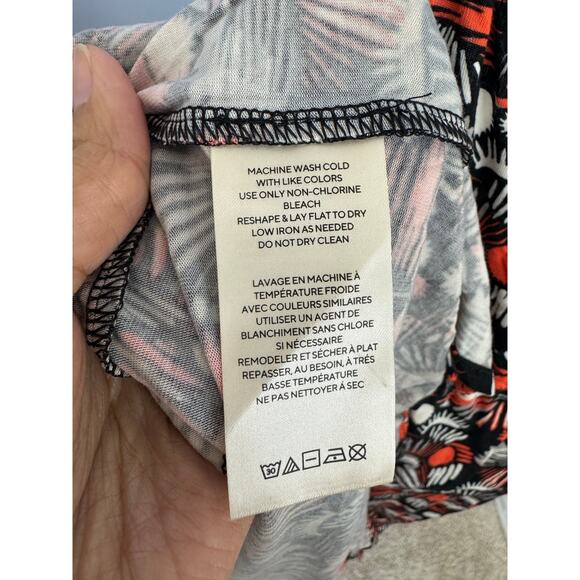 MACHINE WASH COLD
WITH LIKE COLORS
USE ONLY NON-CHLORINE
BLEACH
RESHAPE & LAY FLAT TO DRY
LOW IRON AS NEEDED
DO NOT DRY CLEAN
LAVAGE EN MACHINE À
TEMPÉRATURE FROIDE
AVEC COULEURS SIMILAIRES
UTILISER UN AGENT DE
BLANCHIMENT SANS CHLORE
SI NÉCESSAIRE
REMODELER ET SÉCHER À PLAT
REPASSER, AU BESOIN, À TRÉS
BASSE TEMPÉRATURE
NE PAS NETTOYER À SEC
30